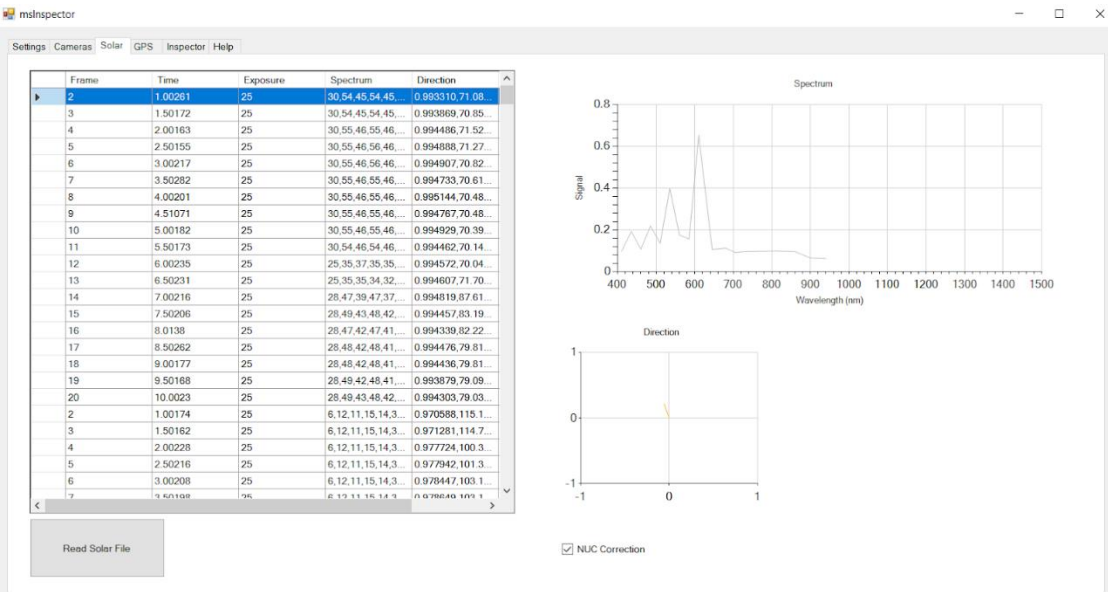 msInspector
Settings Cameras Solar GPS Inspector Help
Frame Time Exposure Spectrum Direction
2 1.00261 25 30,54,45,54,45,... 0.993310,71.08...
3 1.50172 25 30,54,45,54,45,... 0.993869,70.85...
4 2.00163 25 30,55,46,55,46,... 0.994486,71.52...
5 2.50155 25 30,55,46,56,46,... 0.994888,71.27...
6 3.00217 25 30,55,46,56,46,... 0.994907,70.82...
7 3.50282 25 30,55,46,55,46,... 0.994733,70.61...
8 4.00201 25 30,55,46,55,46,... 0.995144,70.48...
9 4.51071 25 30,55,46,55,46,... 0.994767,70.48...
10 5.00182 25 30,55,46,55,46,... 0.994929,70.39...
11 5.50173 25 30,54,46,54,46,... 0.994462,70.14...
12 6.00235 25 25,35,37,35,35,... 0.994572,70.04...
13 6.50231 25 25,35,35,34,32,... 0.994607,71.70...
14 7.00216 25 28,47,39,47,37,... 0.994819,87.61...
15 7.50206 25 28,49,43,48,42,... 0.994457,83.19...
16 8.0138 25 28,47,42,47,41,... 0.994339,82.22...
17 8.50262 25 28,48,42,48,41,... 0.994476,79.81...
18 9.00177 25 28,48,42,48,41,... 0.994436,79.81...
19 9.50168 25 28,49,42,48,41,... 0.993879,79.09...
20 10.0023 25 28,49,43,48,42,... 0.994303,79.03...
2 1.00174 25 6,12,11,15,14,3... 0.970588,115.1...
3 1.50162 25 6,12,11,15,14,3... 0.971281,114.7...
4 2.00228 25 6,12,11,15,14,3... 0.977724,100.3...
5 2.50216 25 6,12,11,15,14,3... 0.977942,101.3...
6 3.00208 25 6,12,11,15,14,3... 0.978447,103.1...
7 3.50198 25 6,12,11,15,14,3... 0.978649,103.1...
Read Solar File
Spectrum
Signal
0.8
0.6
0.4
0.2
0
400 500 600 700 800 900 1000 1100 1200 1300 1400 1500
Wavelength (nm)
Direction
1
0
-1
-1 0 1
NUC Correction